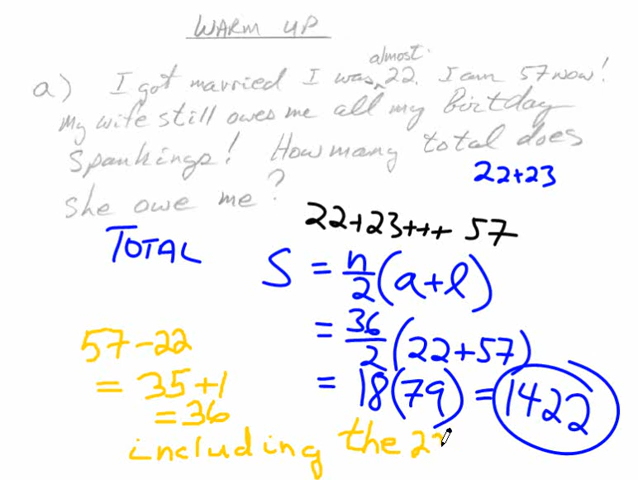 WARM UP
almost
a) I got married I was 22. I am 57 now!
My wife still owes me all my Birtday
Spankings! How many total does
22+23
she owe me?
22+23+++ 57
TOTAL
S = n/2 (a+l)
57-22
= 36/2 (22+57)
= 35+1
= 18(79) = 1422
= 36
including the 2